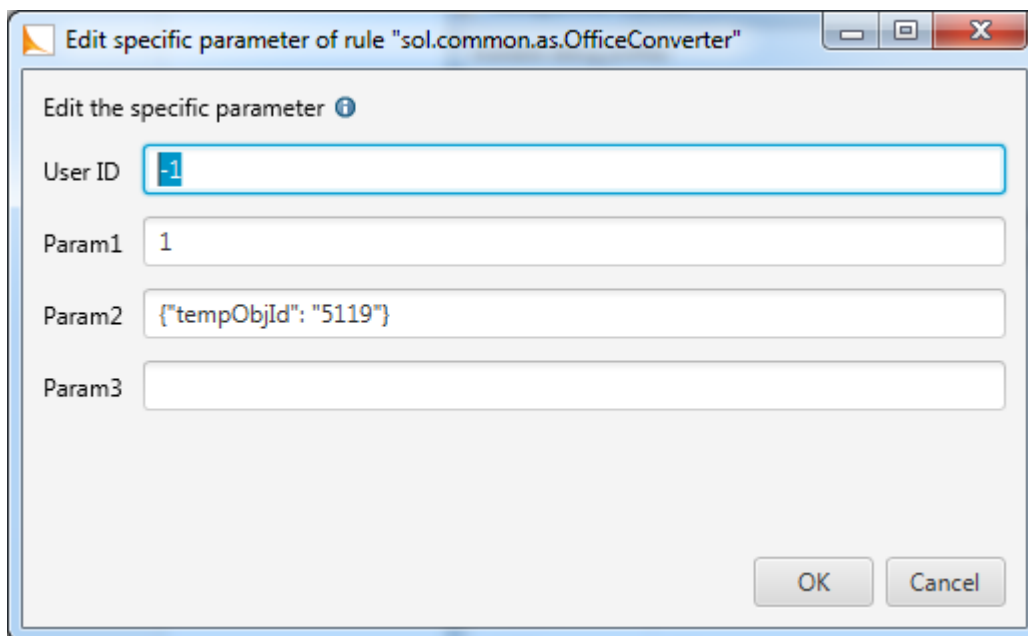 Edit specific parameter of rule "sol.common.as.OfficeConverter"
Edit the specific parameter
User ID -1
Param1 1
Param2 {"tempObjId": "5119"}
Param3
OK Cancel